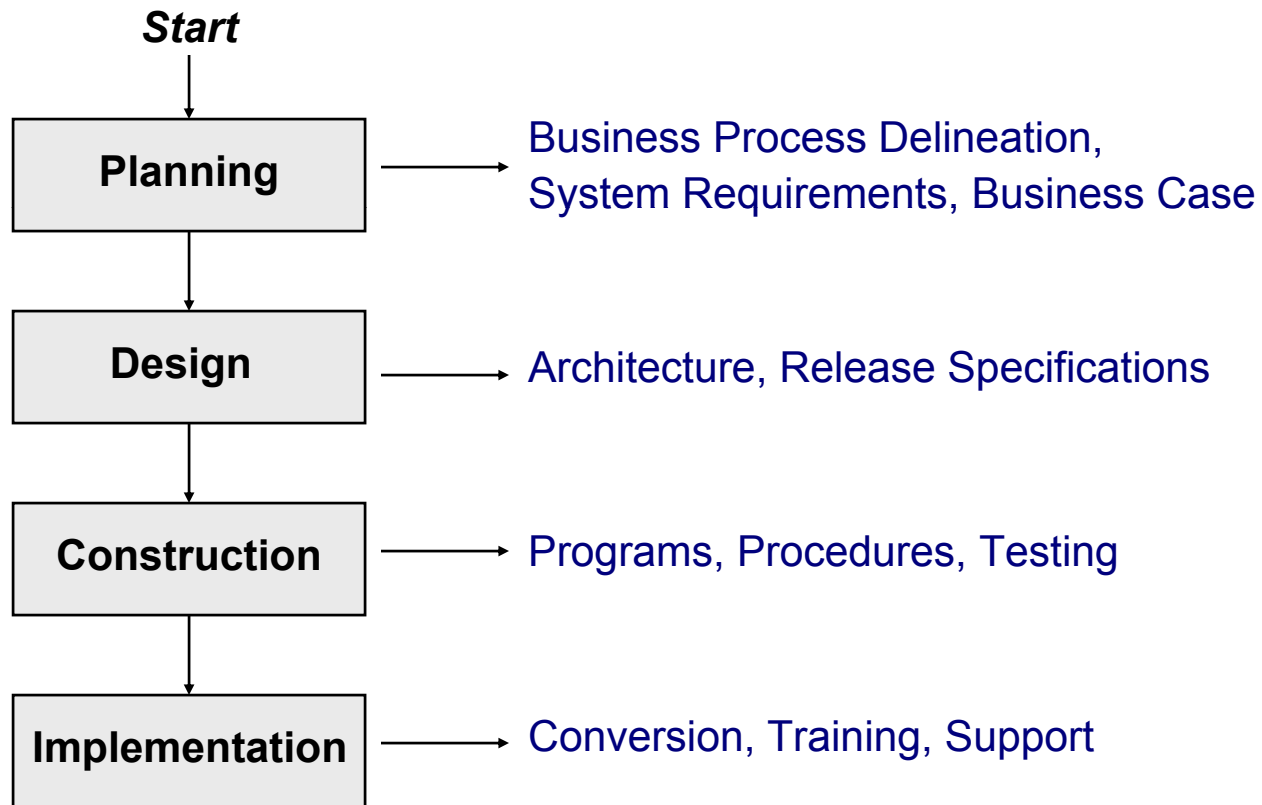 Start
Planning
Business Process Delineation,
System Requirements, Business Case
Design
Architecture, Release Specifications
Construction
Programs, Procedures, Testing
Implementation
Conversion, Training, Support